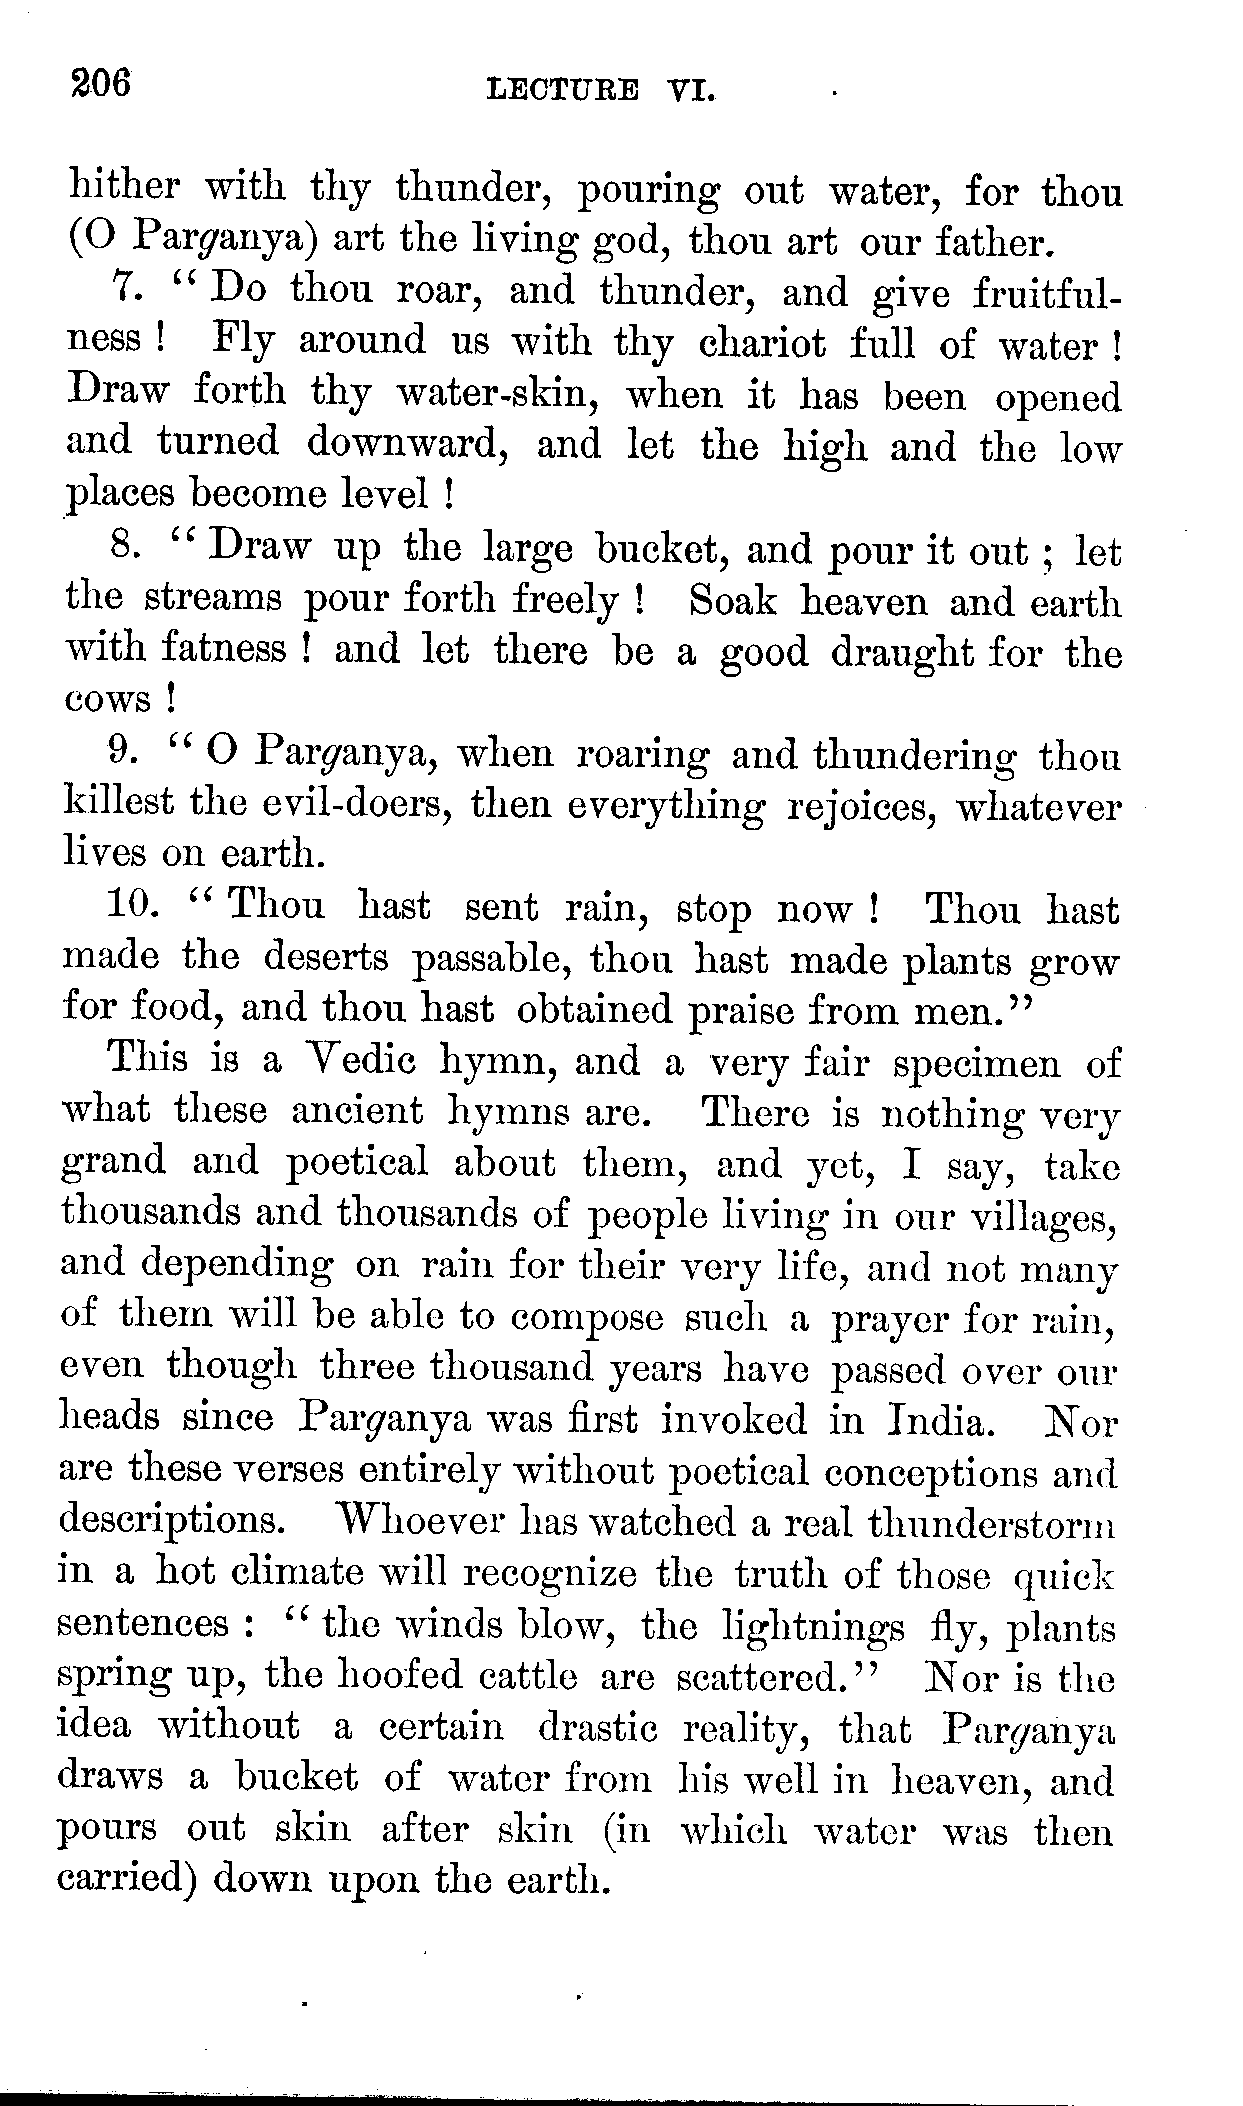 206 LECTURE VI.
hither with thy thunder, pouring out water, for thou
(O Parganya) art the living god, thou art our father.
7. “ Do thou roar, and thunder, and give fruitful-
ness ! Fly around us with thy chariot full of water !
Draw forth thy water-skin, when it has been opened
and turned downward, and let the high and the low
places become level !
8. “ Draw up the large bucket, and pour it out ; let
the streams pour forth freely ! Soak heaven and earth
with fatness ! and let there be a good draught for the
cows !
9. “ O Parganya, when roaring and thundering thou
killest the evil-doers, then everything rejoices, whatever
lives on earth.
10. “ Thou hast sent rain, stop now ! Thou hast
made the deserts passable, thou hast made plants grow
for food, and thou hast obtained praise from men.”
This is a Vedic hymn, and a very fair specimen of
what these ancient hymns are. There is nothing very
grand and poetical about them, and yet, I say, take
thousands and thousands of people living in our villages,
and depending on rain for their very life, and not many
of them will be able to compose such a prayer for rain,
even though three thousand years have passed over our
heads since Parganya was first invoked in India. Nor
are these verses entirely without poetical conceptions and
descriptions. Whoever has watched a real thunderstorm
in a hot climate will recognize the truth of those quick
sentences : “ the winds blow, the lightnings fly, plants
spring up, the hoofed cattle are scattered.” Nor is the
idea without a certain drastic reality, that Parganya
draws a bucket of water from his well in heaven, and
pours out skin after skin (in which water was then
carried) down upon the earth.